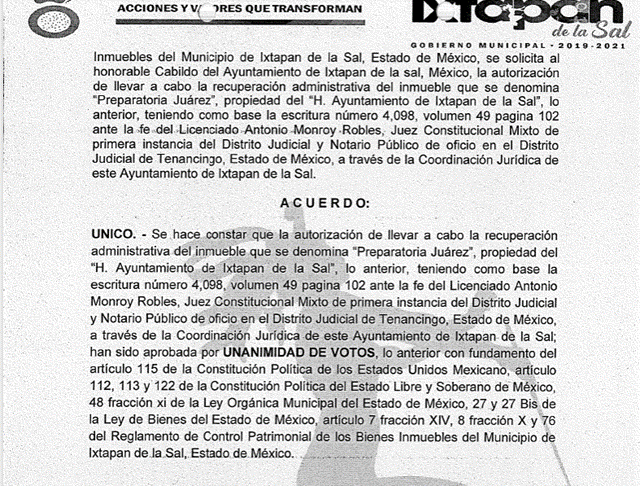 ACCIONES Y VALORES QUE TRANSFORMAN
IXTAPAN
de la Sal
GOBIERNO MUNICIPAL • 2019-2021
Inmuebles del Municipio de Ixtapan de la Sal, Estado de México, se solicita al
honorable Cabildo del Ayuntamiento de Ixtapan de la sal, México, la autorización
de llevar a cabo la recuperación administrativa del inmueble que se denomina
“Preparatoria Juárez”, propiedad del “H. Ayuntamiento de Ixtapan de la Sal”, lo
anterior, teniendo como base la escritura número 4,098, volumen 49 pagina 102
ante la fe del Licenciado Antonio Monroy Robles, Juez Constitucional Mixto de
primera instancia del Distrito Judicial y Notario Público de oficio en el Distrito
Judicial de Tenancingo, Estado de México, a través de la Coordinación Jurídica de
este Ayuntamiento de Ixtapan de la Sal.
ACUERDO:
UNICO. - Se hace constar que la autorización de llevar a cabo la recuperación
administrativa del inmueble que se denomina “Preparatoria Juárez”, propiedad del
“H. Ayuntamiento de Ixtapan de la Sal”, lo anterior, teniendo como base la
escritura número 4,098, volumen 49 pagina 102 ante la fe del Licenciado Antonio
Monroy Robles, Juez Constitucional Mixto de primera instancia del Distrito Judicial
y Notario Público de oficio en el Distrito Judicial de Tenancingo, Estado de México,
a través de la Coordinación Jurídica de este Ayuntamiento de Ixtapan de la Sal;
han sido aprobada por UNANIMIDAD DE VOTOS, lo anterior con fundamento del
artículo 115 de la Constitución Política de los Estados Unidos Mexicano, artículo
112, 113 y 122 de la Constitución Política del Estado Libre y Soberano de México,
48 fracción xi de la Ley Orgánica Municipal del Estado de México, 27 y 27 Bis de
la Ley de Bienes del Estado de México, artículo 7 fracción XIV, 8 fracción X y 76
del Reglamento de Control Patrimonial de los Bienes Inmuebles del Municipio de
Ixtapan de la Sal, Estado de México.